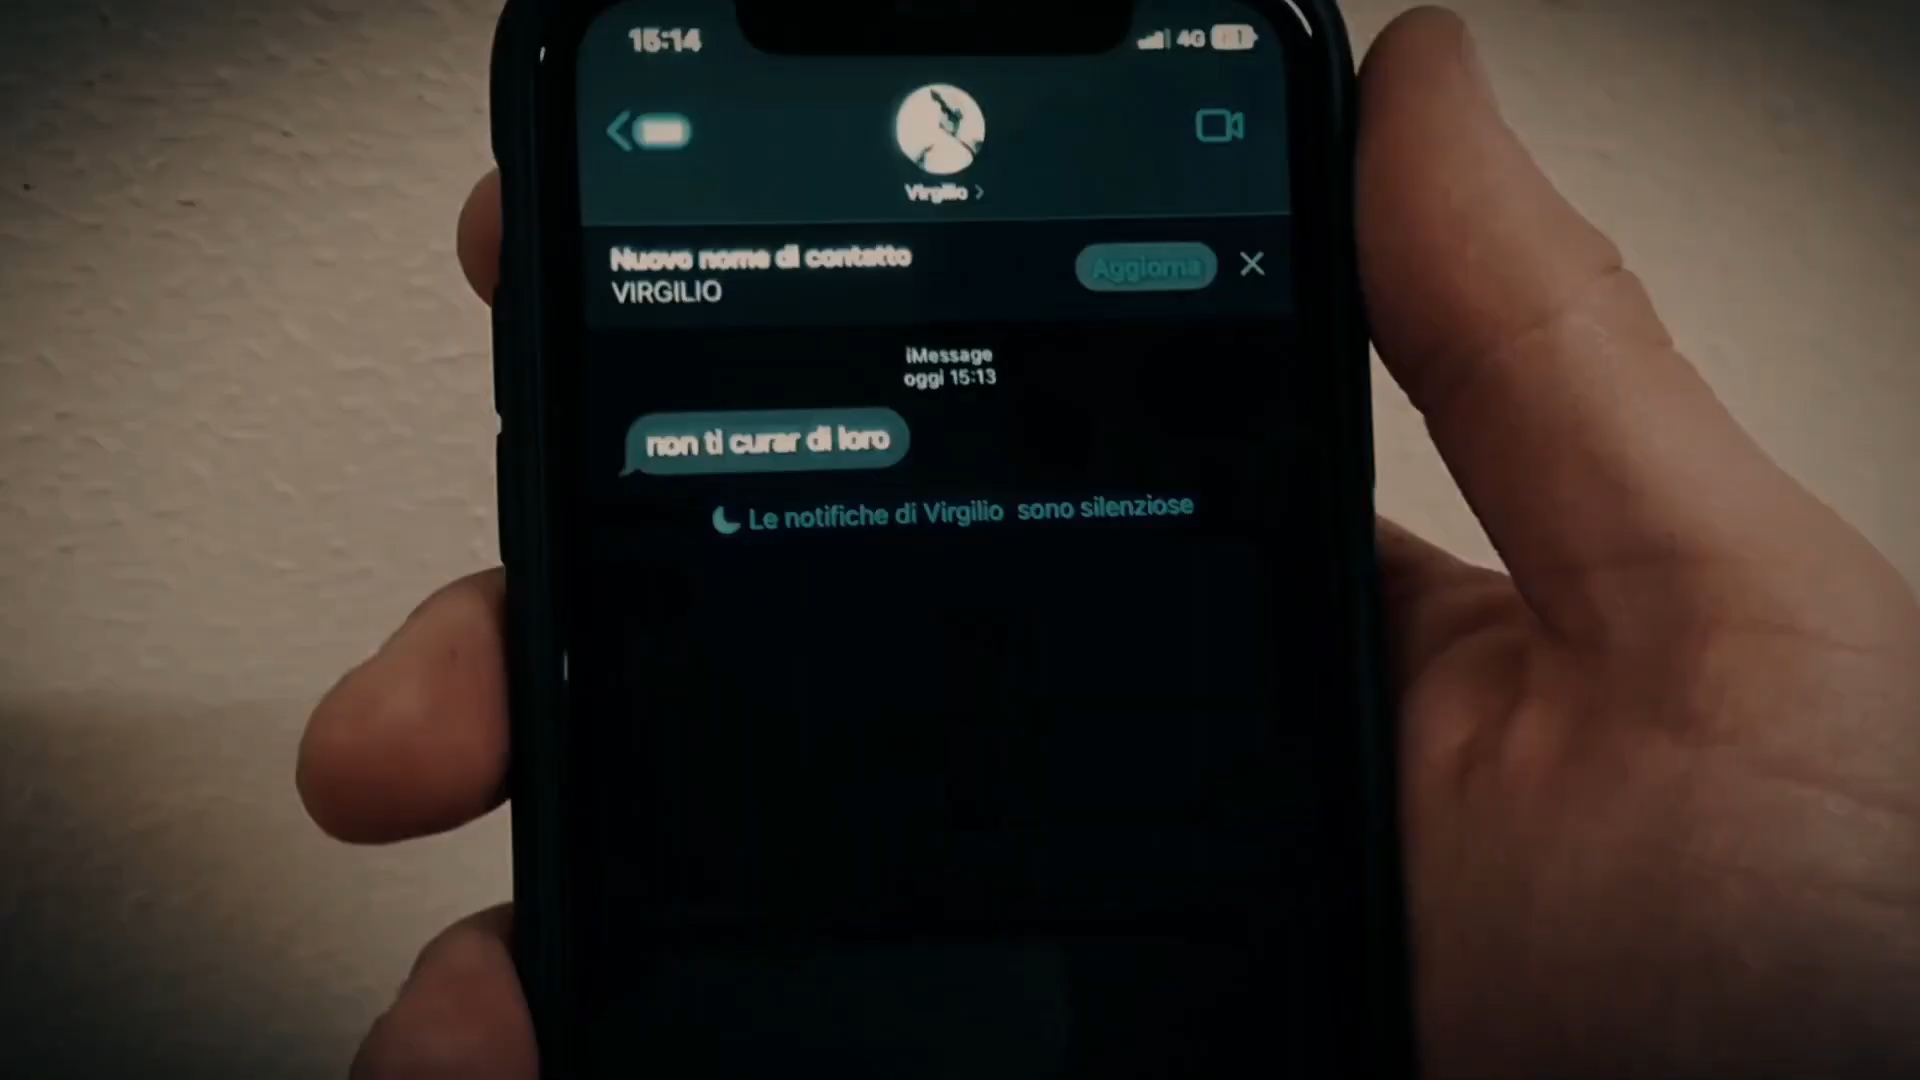 15:14
4G
Virgilio
Nuovo nome di contatto
Aggiorna
VIRGILIO
iMessage
oggi 15:13
non ti curar di loro
Le notifiche di Virgilio sono silenziose